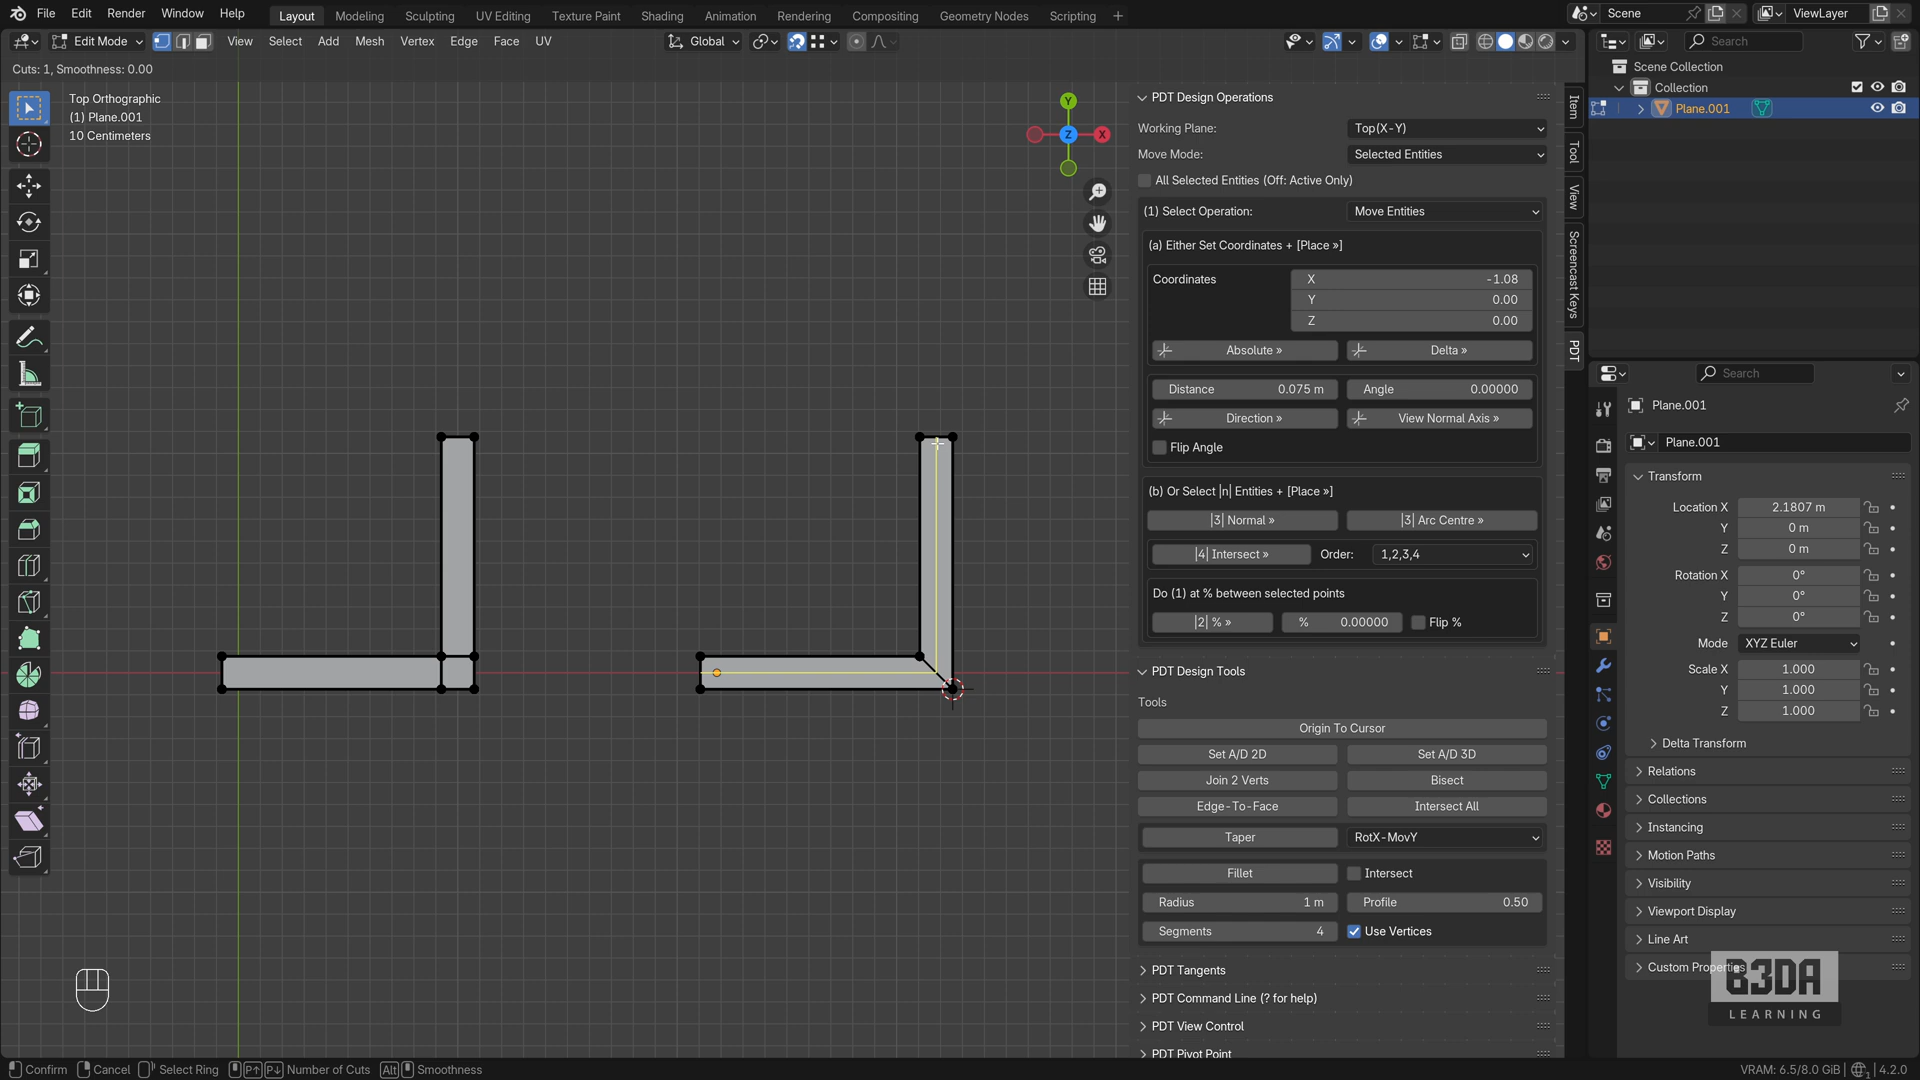 File Edit Render Window Help Layout Modeling Sculpting UV Editing Texture Paint Shading Animation Rendering Compositing Geometry Nodes Scripting + Scene ViewLayer
Edit Mode View Select Add Mesh Vertex Edge Face UV Global Search
Cuts: 1, Smoothness: 0.00
Top Orthographic
(1) Plane.001
10 Centimeters
Y
Z
X
PDT Design Operations
Working Plane: Top(X-Y)
Move Mode: Selected Entities
All Selected Entities (Off: Active Only)
(1) Select Operation: Move Entities
(a) Either Set Coordinates + [Place »]
Coordinates X -1.08
Y 0.00
Z 0.00
Absolute » Delta »
Distance 0.075 m Angle 0.00000
Direction » View Normal Axis »
Flip Angle
(b) Or Select |n| Entities + [Place »]
|3| Normal » |3| Arc Centre »
|4| Intersect » Order: 1,2,3,4
Do (1) at % between selected points
|2| % » % 0.00000 Flip %
PDT Design Tools
Tools
Origin To Cursor
Set A/D 2D Set A/D 3D
Join 2 Verts Bisect
Edge-To-Face Intersect All
Taper RotX-MovY
Fillet Intersect
Radius 1 m Profile 0.50
Segments 4 Use Vertices
PDT Tangents
PDT Command Line (? for help)
PDT View Control
PDT Pivot Point
Item
Tool
View
Screencast Keys
PDT
Scene Collection
Collection
Plane.001
Search
Plane.001
Plane.001
Transform
Location X 2.1807 m
Y 0 m
Z 0 m
Rotation X 0°
Y 0°
Z 0°
Mode XYZ Euler
Scale X 1.000
Y 1.000
Z 1.000
Delta Transform
Relations
Collections
Instancing
Motion Paths
Visibility
Viewport Display
Line Art
Custom Properties
B3DA
LEARNING
Confirm Cancel Select Ring P↑ P↓ Number of Cuts Alt Smoothness VRAM: 6.5/8.0 GiB 1 4.2.0